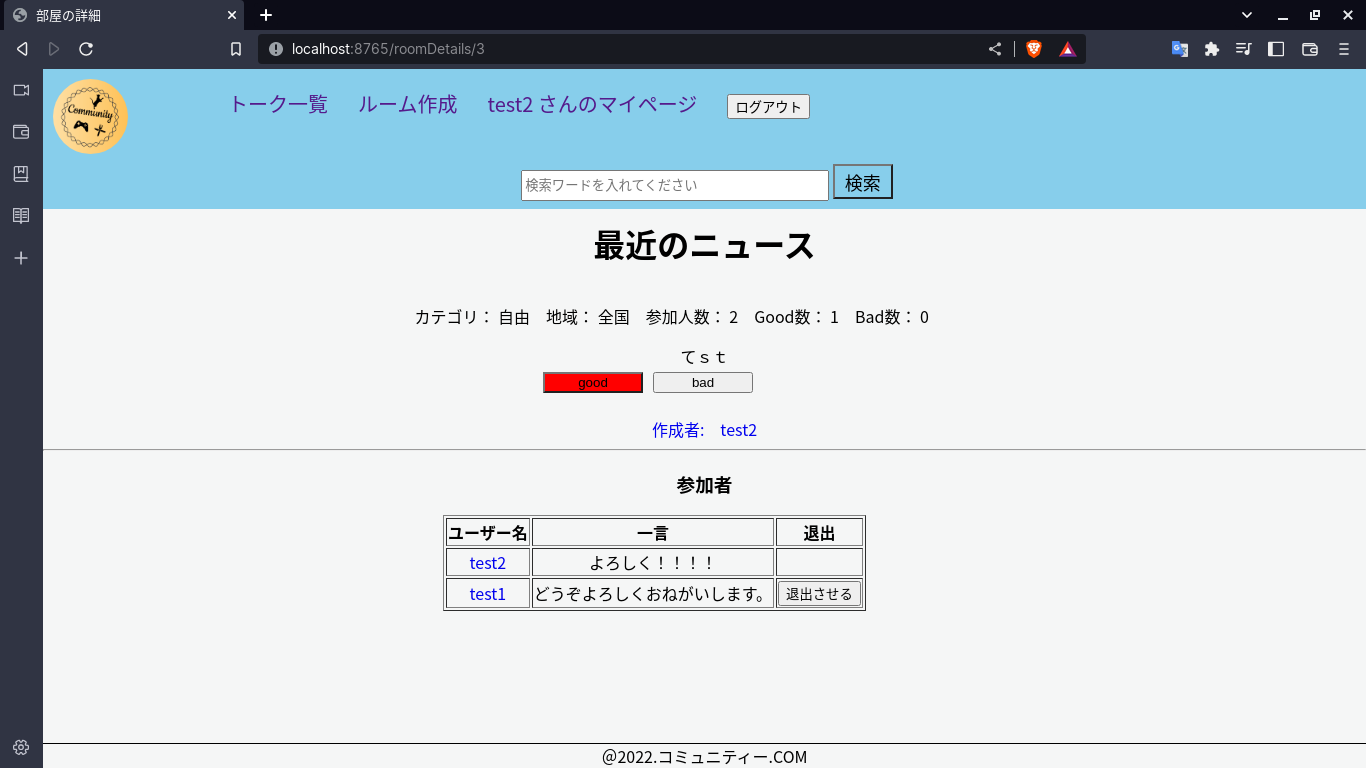 部屋の詳細
localhost:8765/roomDetails/3
Community
トーク一覧 ルーム作成 test2 さんのマイページ ログアウト
検索ワードを入れてください 検索
最近のニュース
カテゴリ： 自由 地域： 全国 参加人数： 2 Good数： 1 Bad数： 0
てｓｔ
good bad
作成者: test2
参加者
ユーザー名 一言 退出
test2 よろしく！！！！
test1 どうぞよろしくおねがいします。 退出させる
@2022.コミュニティー.COM